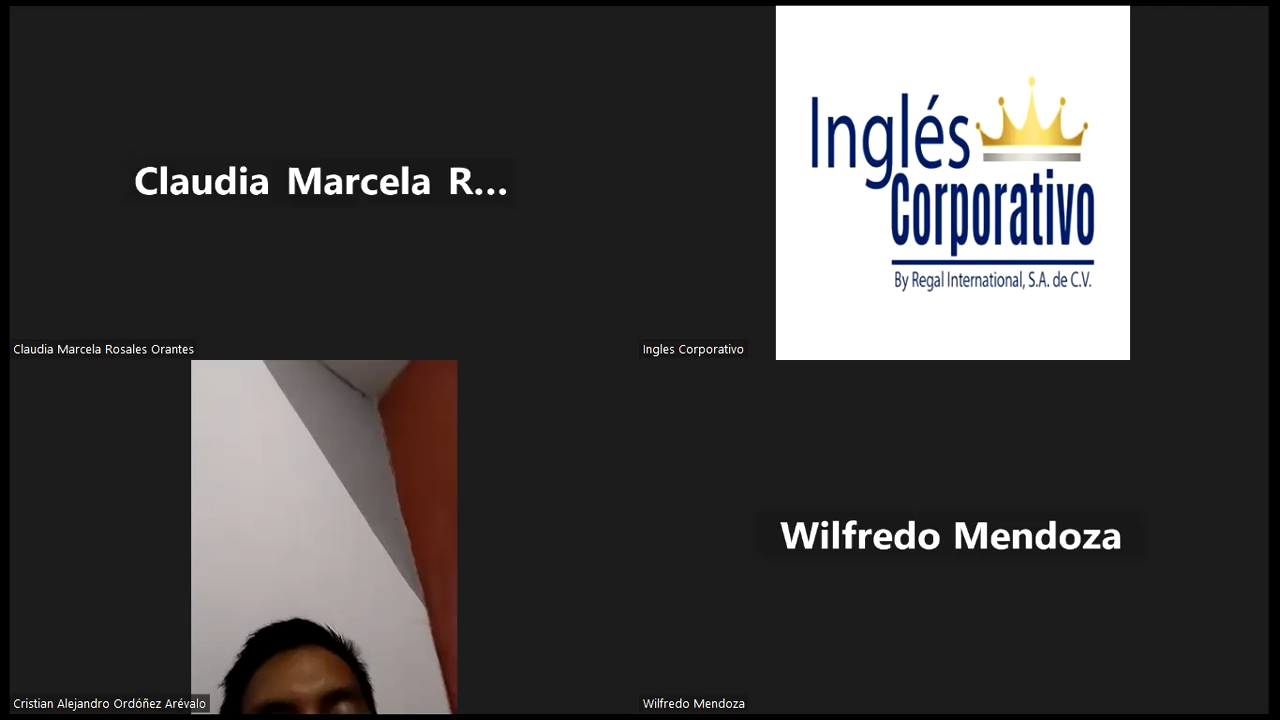 Claudia Marcela R...
Claudia Marcela Rosales Orantes
Inglés
Corporativo
By Regal International, S.A. de C.V.
Ingles Corporativo
Cristian Alejandro Ordóñez Arévalo
Wilfredo Mendoza
Wilfredo Mendoza